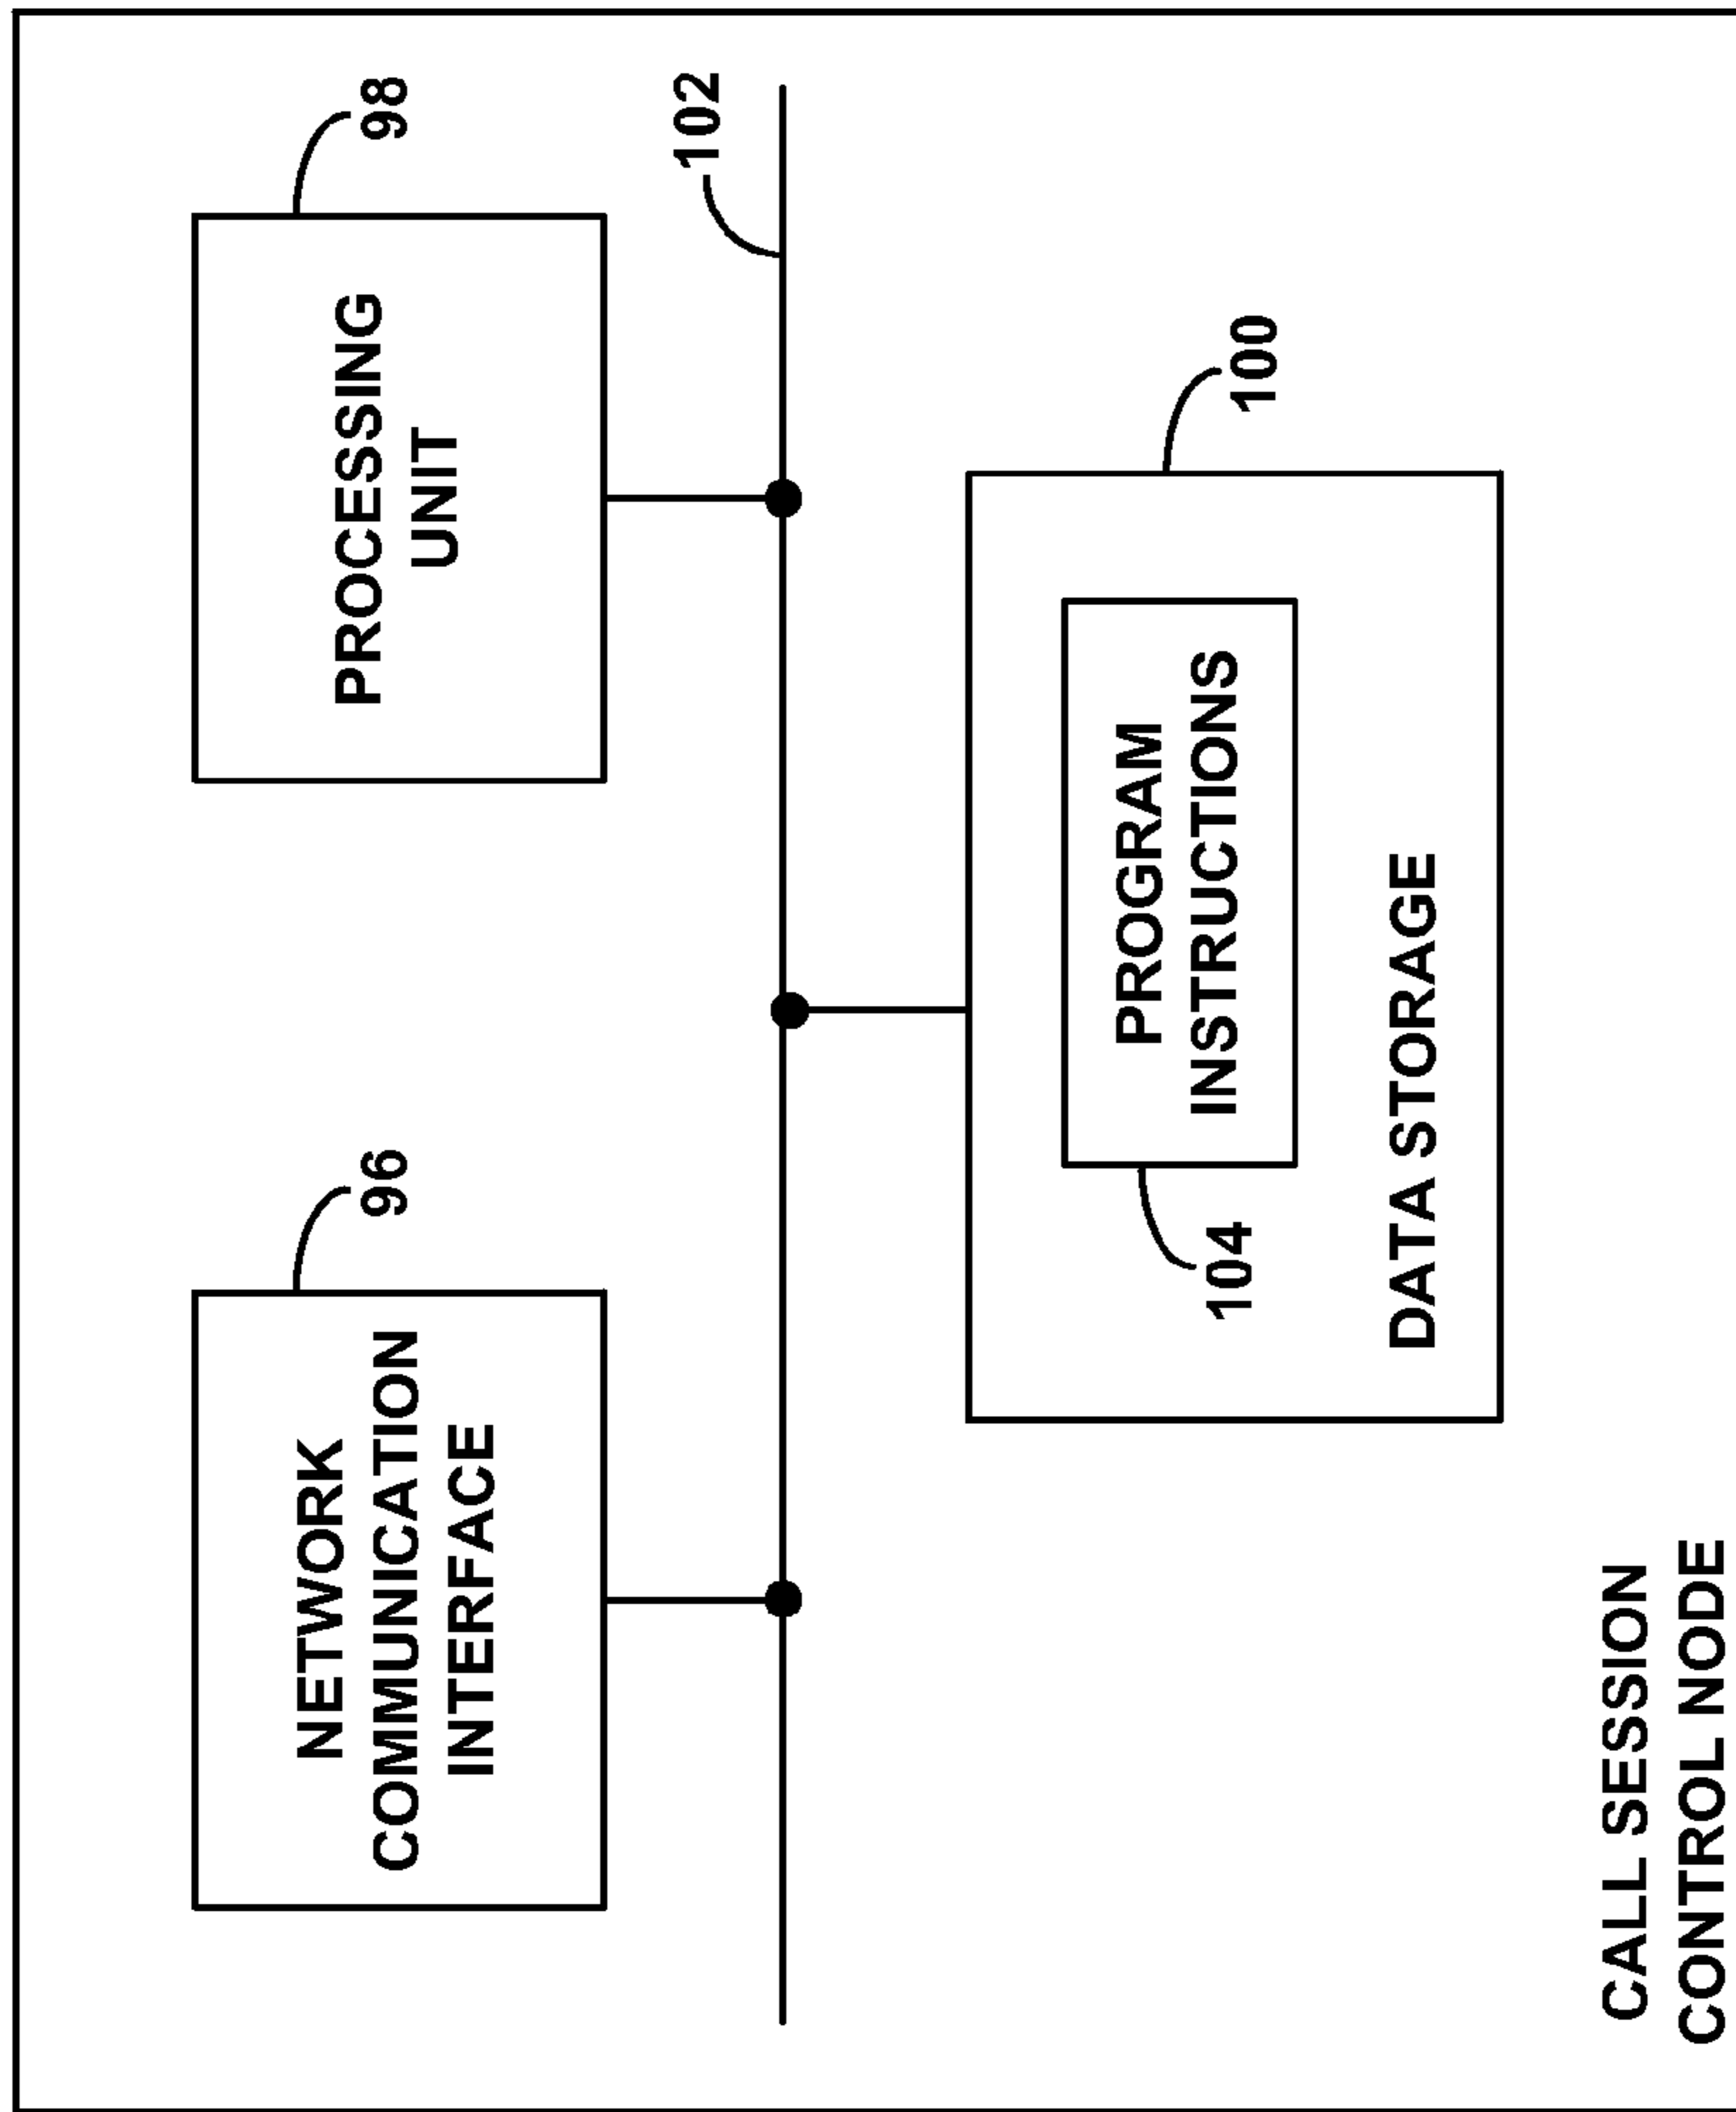 96
NETWORK
COMMUNICATION
INTERFACE
98
PROCESSING
UNIT
102
100
104
PROGRAM
INSTRUCTIONS
DATA STORAGE
CALL SESSION
CONTROL NODE